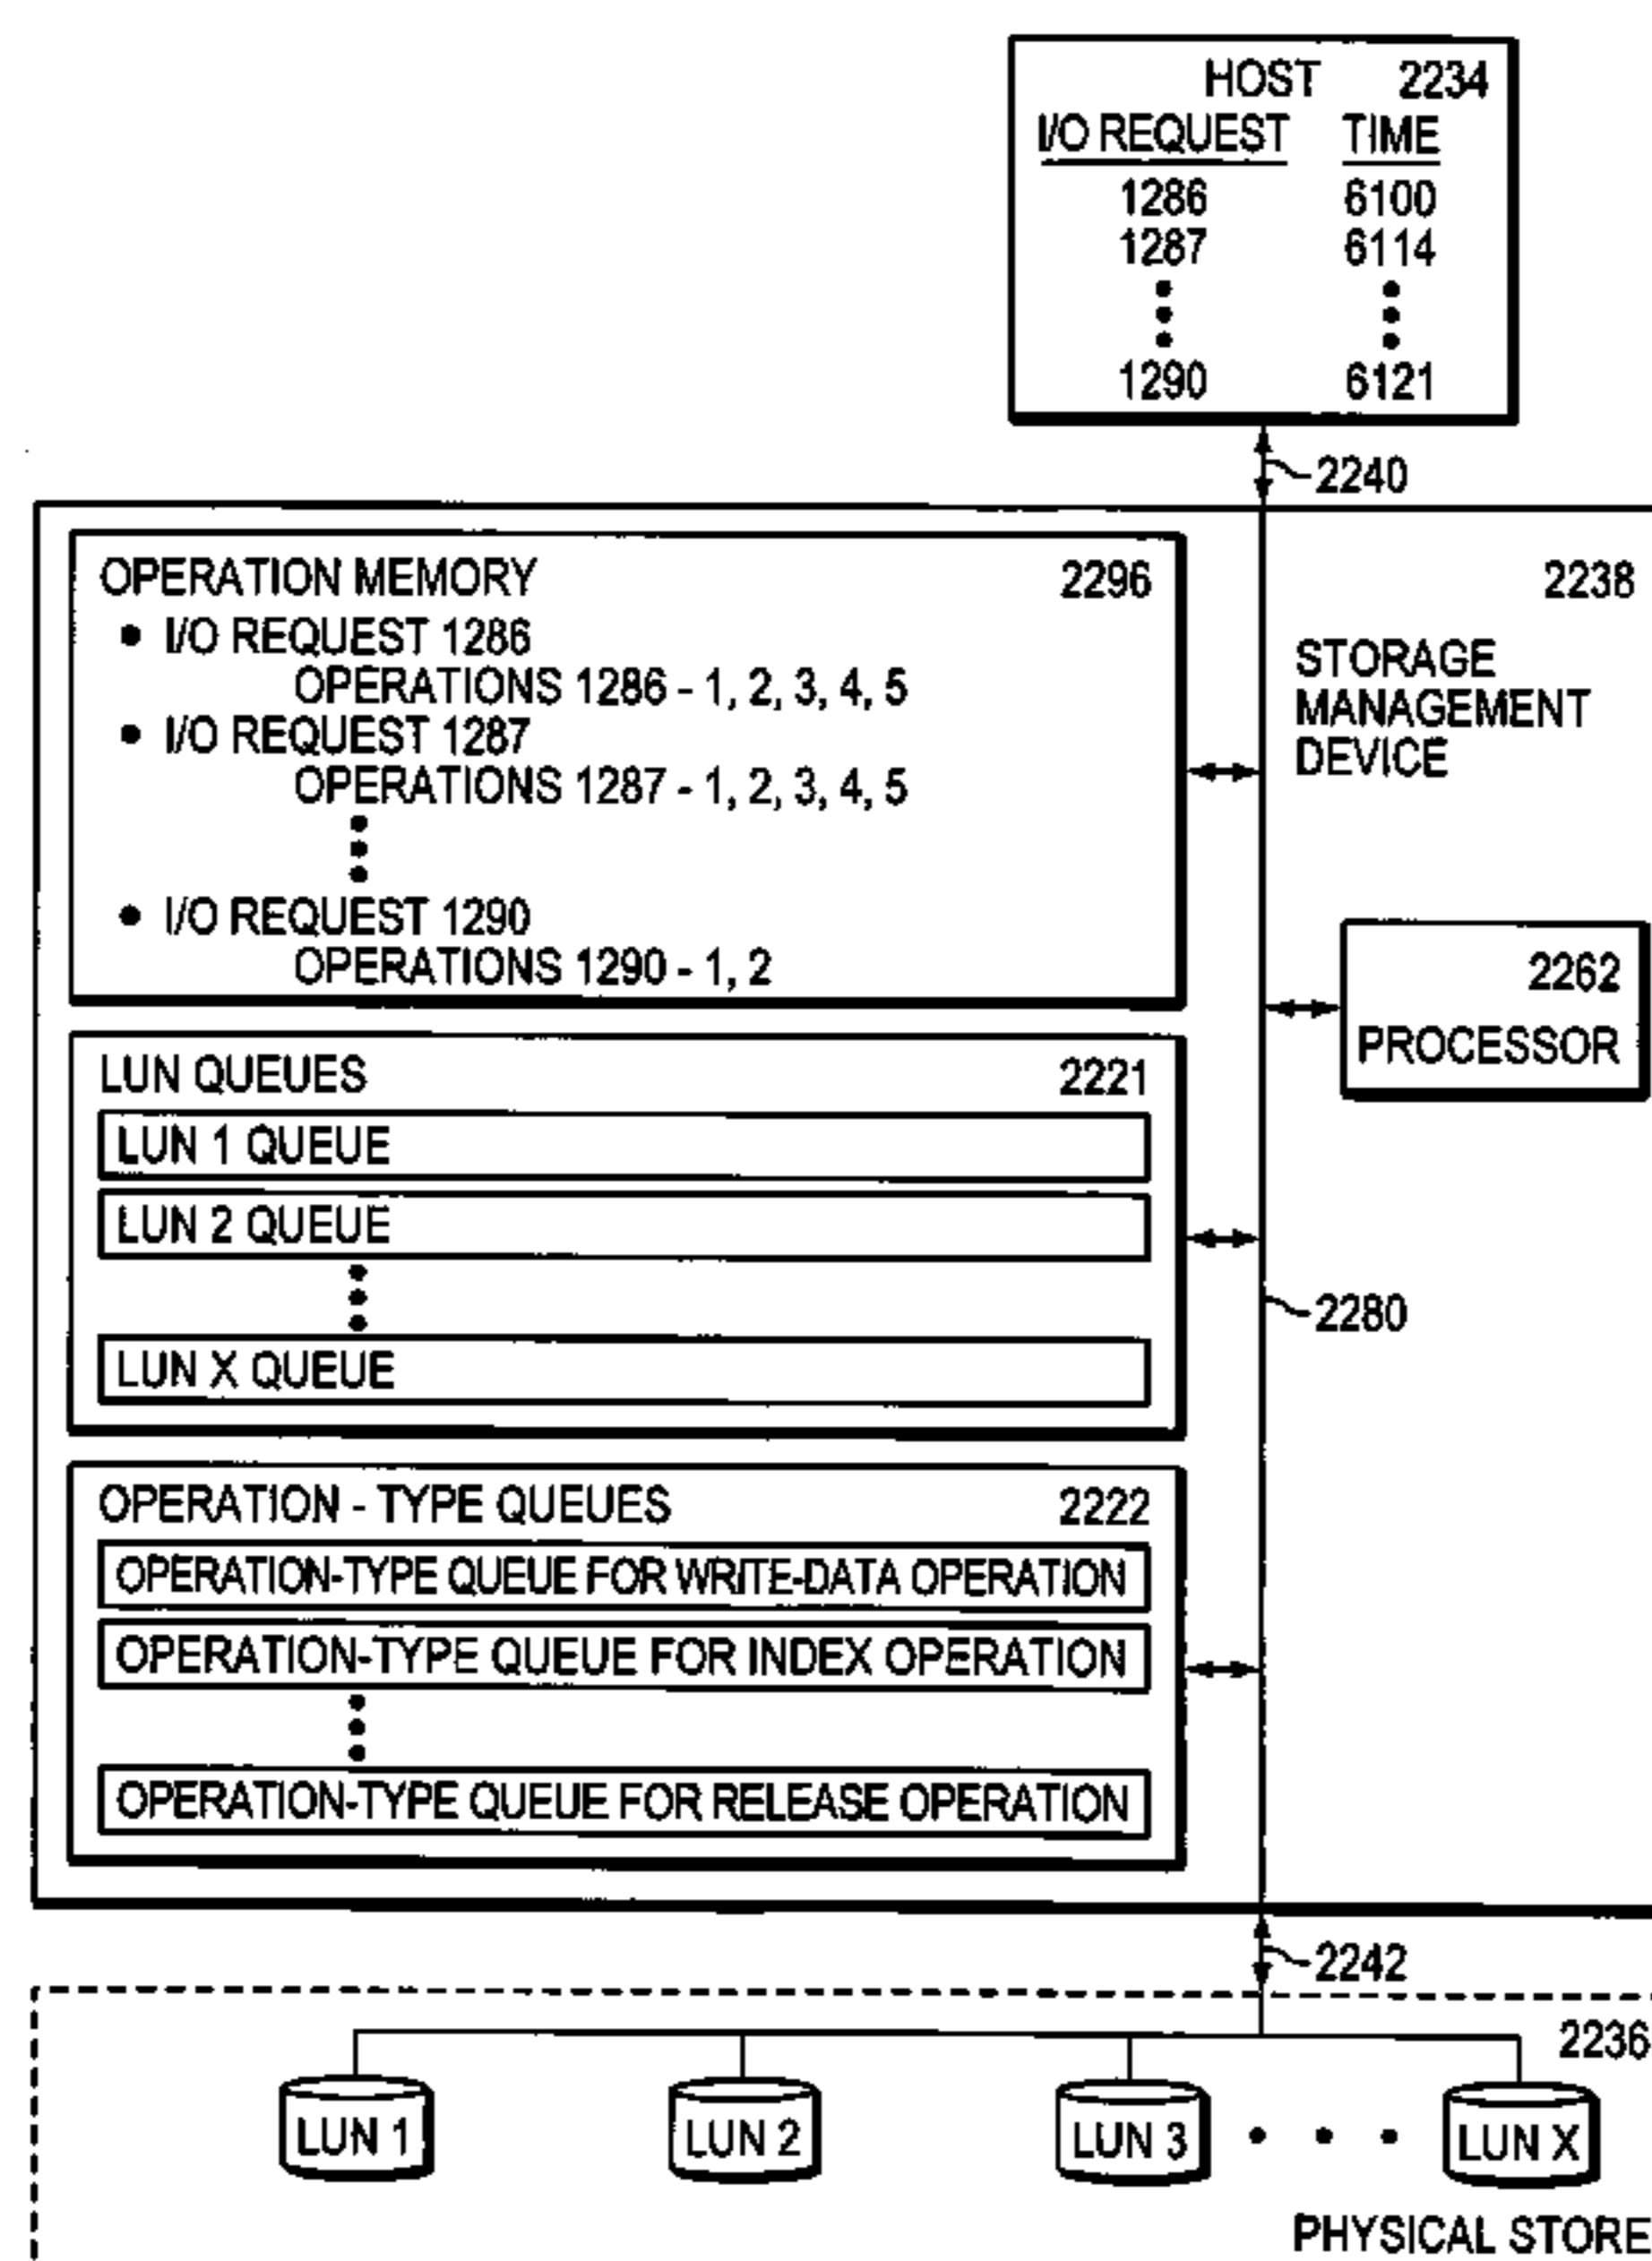 HOST 2234
I/O REQUEST TIME
1286 6100
1287 6114
1290 6121
2240
OPERATION MEMORY 2296
• I/O REQUEST 1286
OPERATIONS 1286 - 1, 2, 3, 4, 5
• I/O REQUEST 1287
OPERATIONS 1287 - 1, 2, 3, 4, 5
• I/O REQUEST 1290
OPERATIONS 1290 - 1, 2
2238
STORAGE
MANAGEMENT
DEVICE
2262
PROCESSOR
LUN QUEUES 2221
LUN 1 QUEUE
LUN 2 QUEUE
LUN X QUEUE
2280
OPERATION - TYPE QUEUES 2222
OPERATION-TYPE QUEUE FOR WRITE-DATA OPERATION
OPERATION-TYPE QUEUE FOR INDEX OPERATION
OPERATION-TYPE QUEUE FOR RELEASE OPERATION
2242
2236
LUN 1 LUN 2 LUN 3 LUN X
PHYSICAL STORE